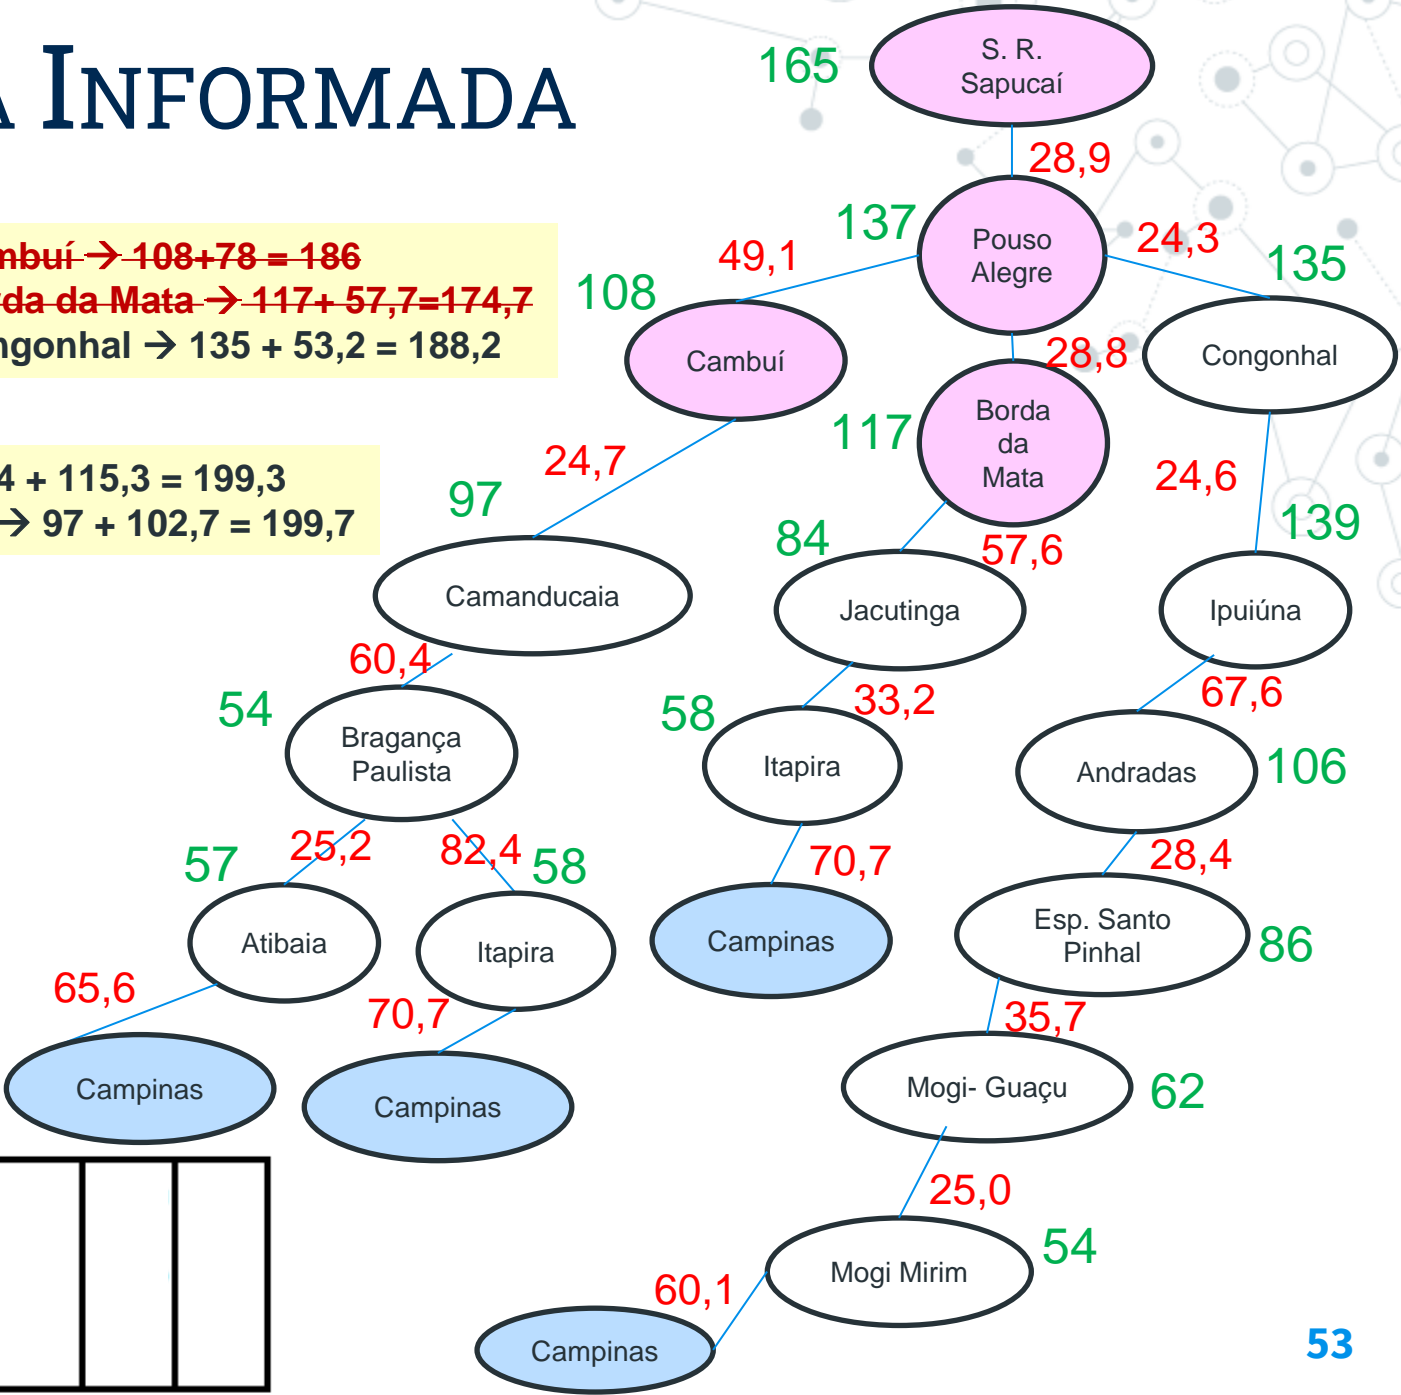 A INFORMADA
mbuí → 108+78 = 186
rda da Mata → 117+ 57,7=174,7
ngonhal → 135 + 53,2 = 188,2
4 + 115,3 = 199,3
→ 97 + 102,7 = 199,7
165
S. R.
Sapucaí
28,9
137
Pouso
Alegre
49,1
24,3
135
108
Cambuí
28,8
Congonhal
117
Borda
da
Mata
24,7
24,6
97
84
57,6
139
Camanducaia
Jacutinga
Ipuiúna
60,4
33,2
67,6
54
Bragança
Paulista
58
Itapira
Andradas
106
25,2
82,4
57
58
70,7
28,4
Atibaia
Itapira
Campinas
Esp. Santo
Pinhal
86
65,6
70,7
35,7
Campinas
Campinas
Mogi- Guaçu
62
25,0
Mogi Mirim
54
60,1
Campinas
53